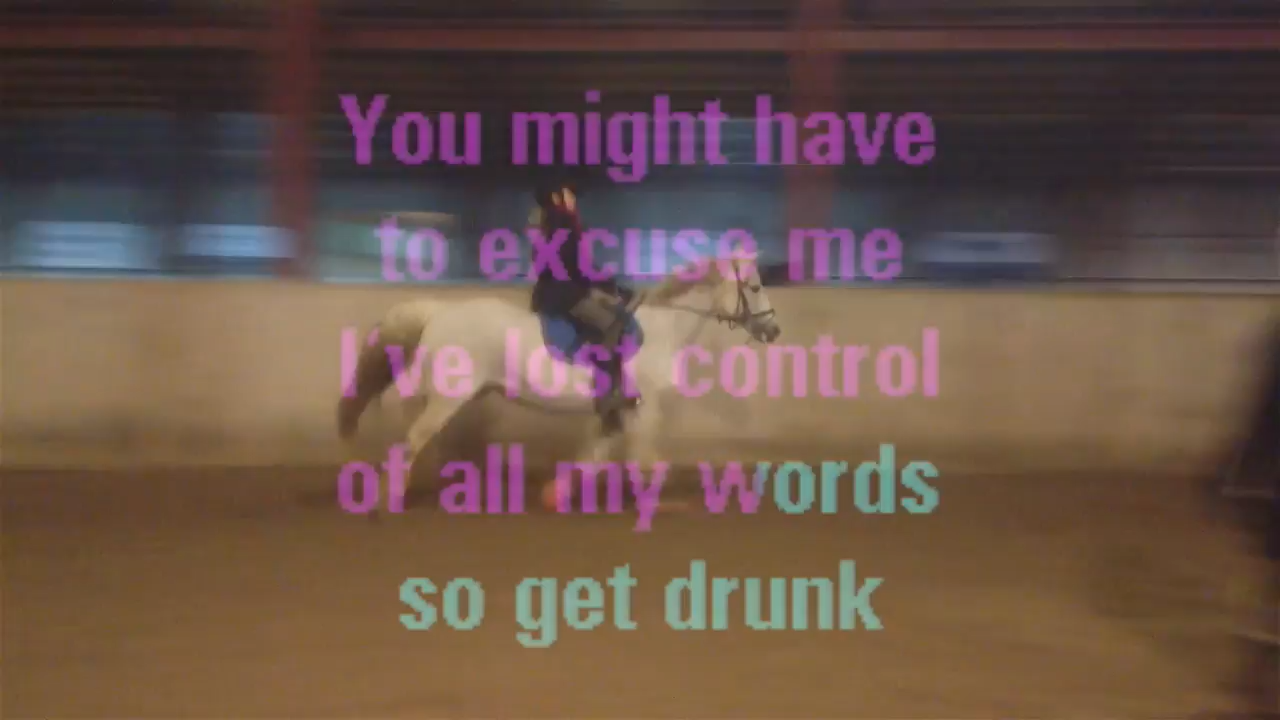 You might have
to excuse me
I've lost control
of all my words
so get drunk